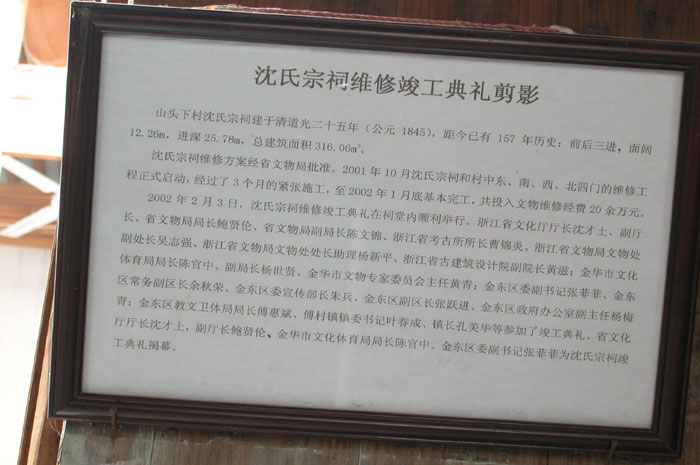 沈氏宗祠维修竣工典礼剪影
山头下村沈氏宗祠建于清道光二十五年（公元 1845），距今已有 157 年历史；前后三进，面阔
12.26m，进深 25.78m，总建筑面积 316.06㎡。
沈氏宗祠维修方案经省文物局批准。2001 年 10 月沈氏宗祠和村中东、南、西、北四门的维修工
程正式启动，经过了 3 个月的紧张施工，至 2002 年 1 月底基本完工，共投入文物维修经费 20 余万元。
2002 年 2 月 3 日，沈氏宗祠维修竣工典礼在祠堂内顺利举行。浙江省文化厅厅长沈才土、副厅
长、省文物局局长鲍贤伦、省文物局副局长陈文锦、浙江省考古所所长曹锦炎、浙江省文物局文物处
副处长吴志强、浙江省文物局文物处处长助理杨新平、浙江省古建筑设计院副院长黄滋；金华市文化
体育局局长陈官中、副局长杨世贤、金华市文物专家委员会主任黄青；金东区委副书记张菲菲、金东
区常务副区长余秋荣、金东区委宣传部长朱兵、金东区副区长张跃进、金东区政府办公室副主任杨梅
青；金东区教文卫体局局长傅惠斌、傅村镇镇委书记叶春成、镇长孔美华等参加了竣工典礼。省文化
厅厅长沈才土，副厅长鲍贤伦、金华市文化体育局局长陈官中、金东区委副书记张菲菲为沈氏宗祠竣
工典礼揭幕。